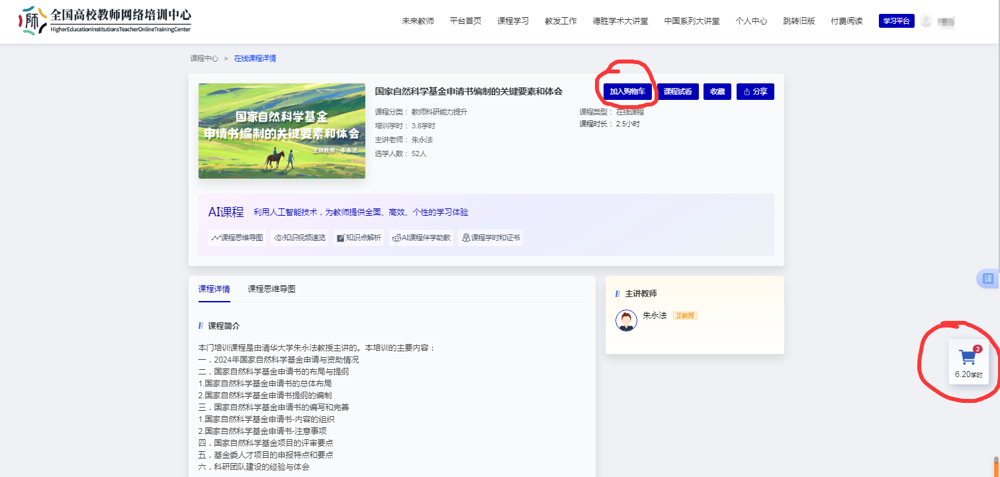 全国高校教师网络培训中心
HigherEducationInstitutionsTeacherOnlineTrainingCenter
未来教师 平台首页 课程学习 教发工作 德胜学术大讲堂 中国系列大讲堂 个人中心 跳转旧版 付费阅读 学习平台
课程中心 > 在线课程详情
国家自然科学基金
申请书编制的关键要素和体会
主讲教师：朱永法
国家自然科学基金申请书编制的关键要素和体会
加入购物车 课程试看 收藏 分享
课程分类： 教师科研能力提升
课程类型： 在线课程
培训学时： 3.8学时
课程时长： 2.5小时
主讲老师： 朱永法
选学人数： 52人
AI课程 利用人工智能技术，为教师提供全面、高效、个性的学习体验
课程思维导图 知识视频速览 知识点解析 AI课程伴学助教 课程学时和证书
课程详情 课程思维导图
课程简介
本门培训课程是由清华大学朱永法教授主讲的。本培训的主要内容：
一．2024年国家自然科学基金申请与资助情况
二．国家自然科学基金申请书的布局与提纲
1.国家自然科学基金申请书的总体布局
2.国家自然科学基金申请书提纲的编制
三．国家自然科学基金申请书的编写和完善
1.国家自然科学基金申请书-内容的组织
2.国家自然科学基金申请书-注意事项
四．国家自然科学基金项目的评审要点
五．基金委人才项目的申报特点和要点
六．科研团队建设的经验与体会
主讲教师
朱永法 正教授
译
2
6.20学时